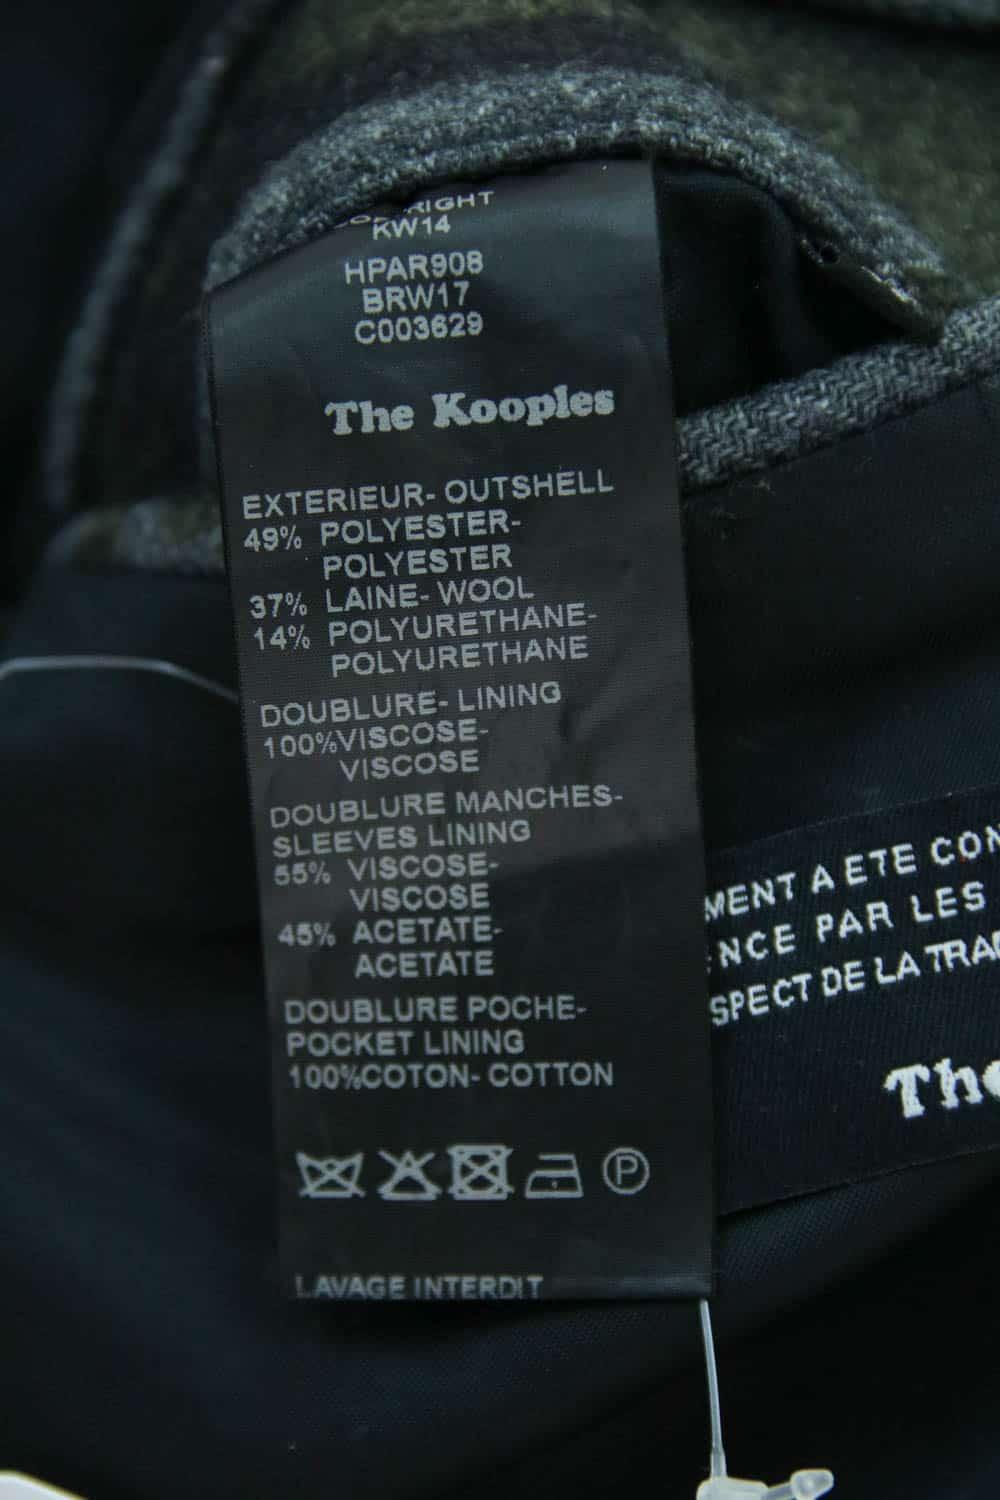 COPYRIGHT
KW14
HPAR908
BRW17
C003629
The Kooples
EXTERIEUR- OUTSHELL
49% POLYESTER-
POLYESTER
37% LAINE- WOOL
14% POLYURETHANE-
POLYURETHANE
DOUBLURE- LINING
100%VISCOSE-
VISCOSE
DOUBLURE MANCHES-
SLEEVES LINING
55% VISCOSE-
VISCOSE
45% ACETATE-
ACETATE
DOUBLURE POCHE-
POCKET LINING
100%COTON- COTTON
P
LAVAGE INTERDIT
MENT A ETE CON
NCE PAR LES
SPECT DE LA TRA
The